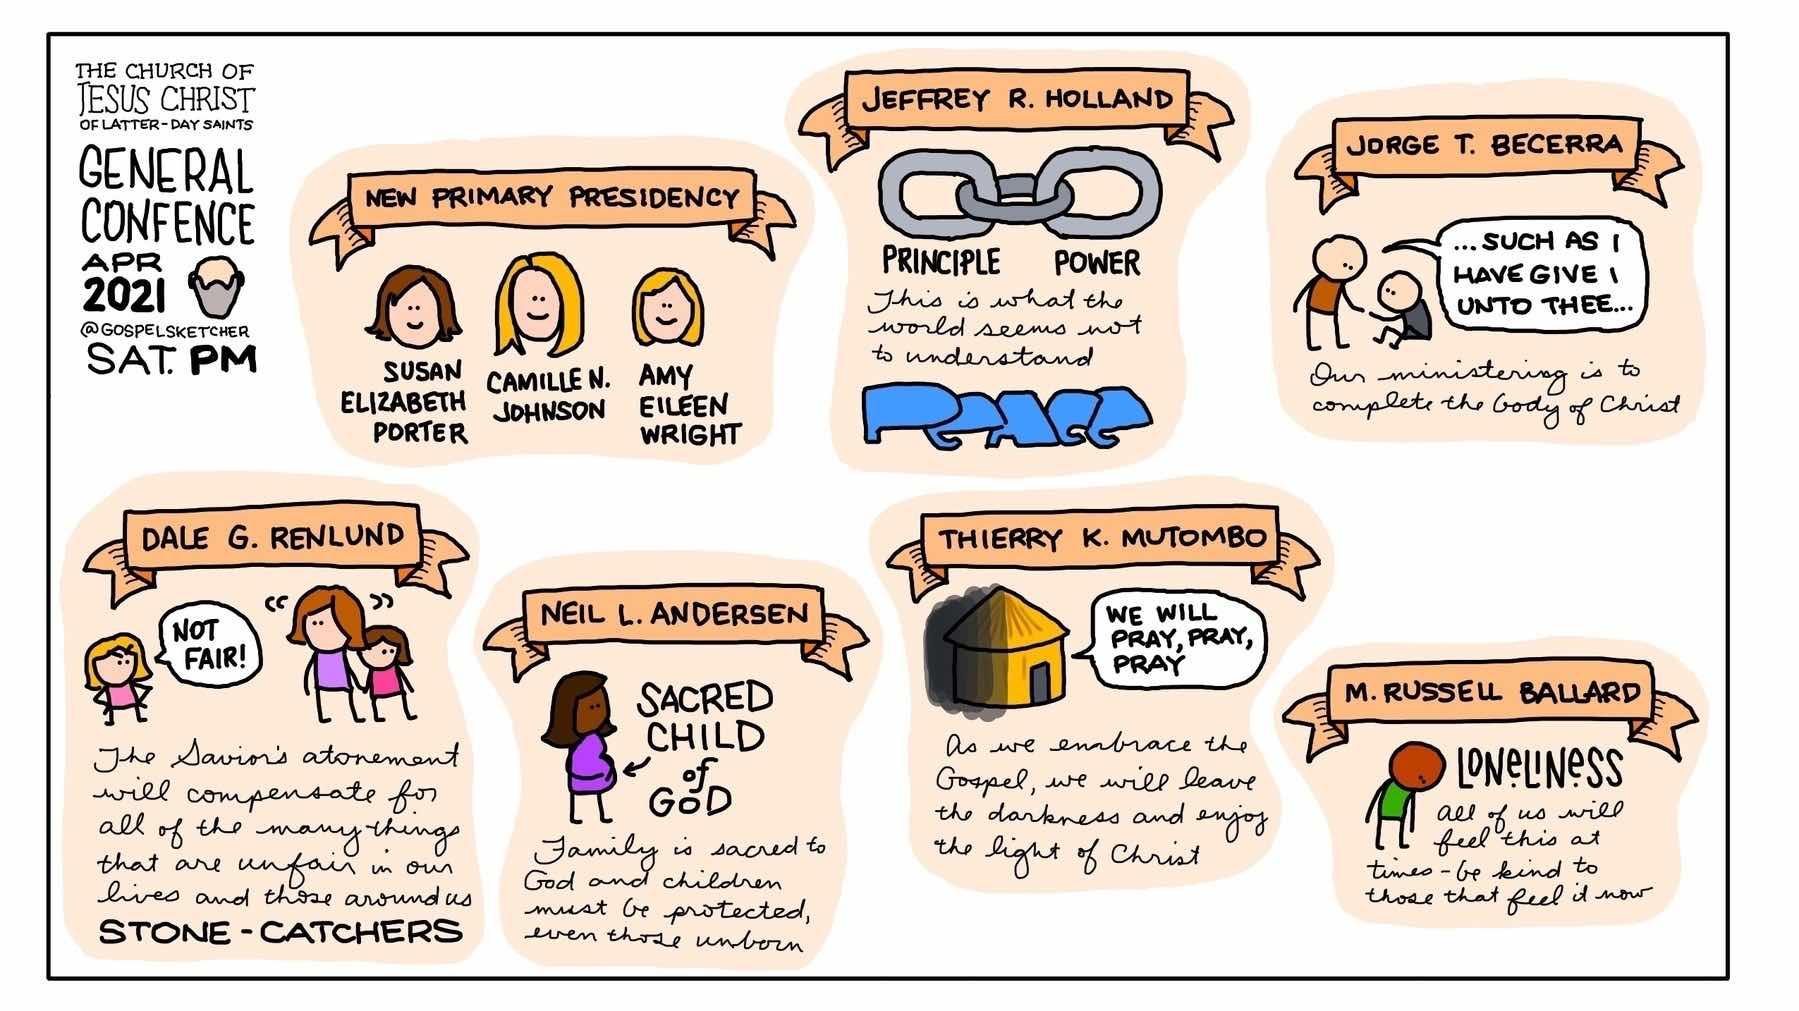 THE CHURCH OF
JESUS CHRIST
OF LATTER-DAY SAINTS
GENERAL
CONFENCE
APR
2021
@GOSPELSKETCHER
SAT. PM
NEW PRIMARY PRESIDENCY
SUSAN
ELIZABETH
PORTER
CAMILLE N.
JOHNSON
AMY
EILEEN
WRIGHT
JEFFREY R. HOLLAND
PRINCIPLE POWER
This is what the
world seems not
to understand
PEACE
JORGE T. BECERRA
...SUCH AS I
HAVE GIVE I
UNTO THEE...
Our ministering is to
complete the body of Christ
DALE G. RENLUND
NOT
FAIR!
The Savior's atonement
will compensate for
all of the many things
that are unfair in our
lives and those around us
STONE-CATCHERS
NEIL L. ANDERSEN
SACRED
CHILD
of
GOD
Family is sacred to
God and children
must be protected,
even those unborn
THIERRY K. MUTOMBO
WE WILL
PRAY, PRAY,
PRAY
As we embrace the
Gospel, we will leave
the darkness and enjoy
the light of Christ
M. RUSSELL BALLARD
LONELINESS
All of us will
feel this at
times - be kind to
those that feel it now